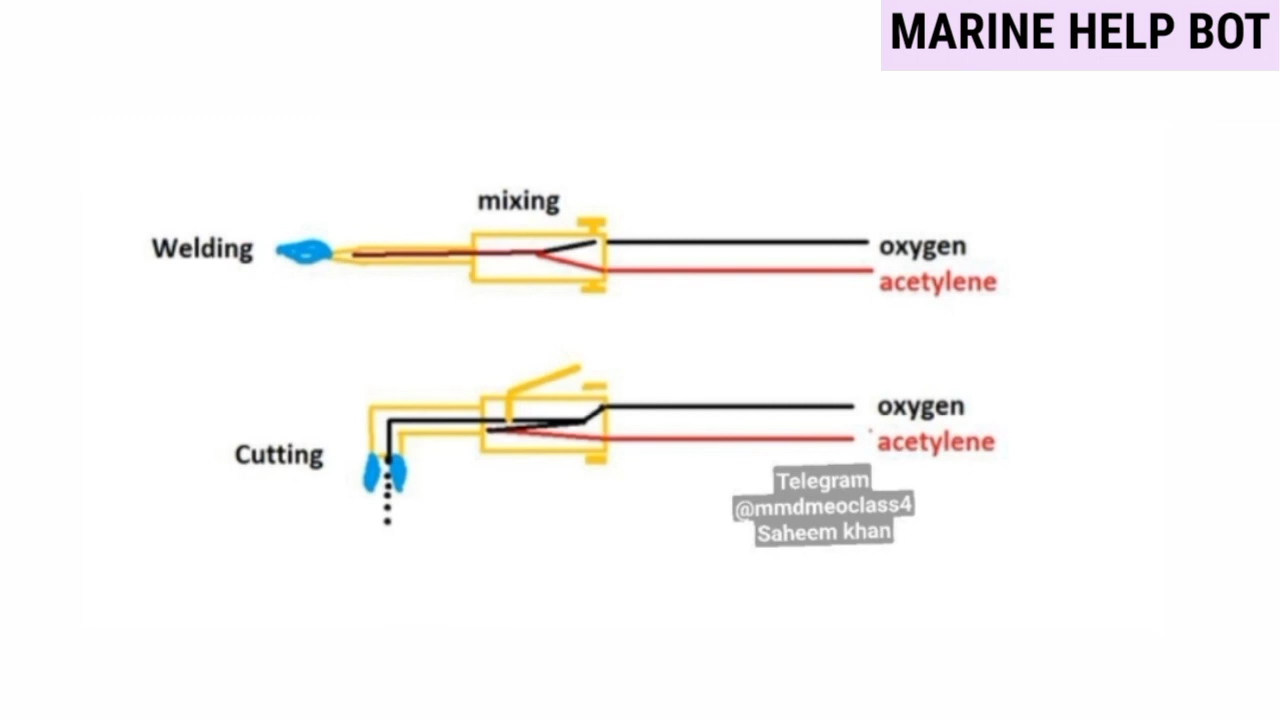 MARINE HELP BOT
mixing
Welding
oxygen
acetylene
oxygen
acetylene
Cutting
Telegram
@mmdmeoclass4
Saheem khan